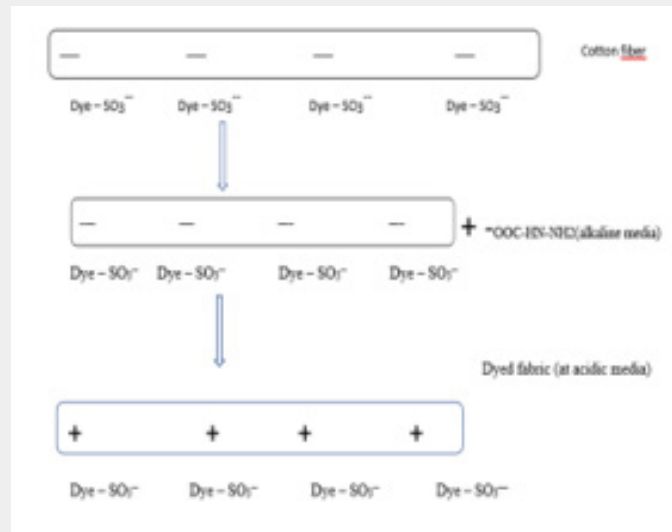 — — — — Cotton fiber
Dye – SO₃⁻ Dye – SO₃⁻ Dye – SO₃⁻ Dye – SO₃⁻
— — — — + ⁻OOC-HN-NH2(alkaline media)
Dye – SO₃⁻ Dye – SO₃⁻ Dye – SO₃⁻ Dye – SO₃⁻
Dyed fabric (at acidic media)
+ + + +
Dye – SO₃⁻ Dye – SO₃⁻ Dye – SO₃⁻ Dye – SO₃⁻